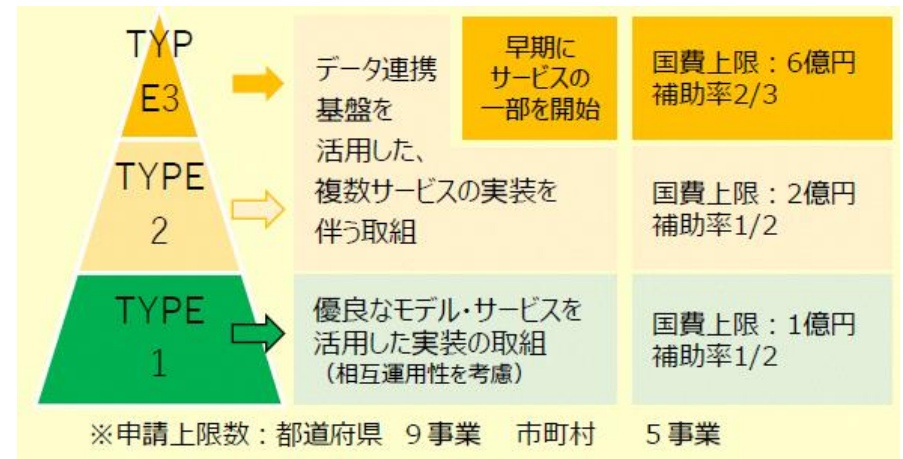 TYP
E3
データ連携
基盤を
活用した、
複数サービスの実装を
伴う取組
早期に
サービスの
一部を開始
国費上限：6億円
補助率2/3
TYPE
2
国費上限：2億円
補助率1/2
TYPE
1
優良なモデル・サービスを
活用した実装の取組
（相互運用性を考慮）
国費上限：1億円
補助率1/2
※申請上限数：都道府県 9事業 市町村 5事業